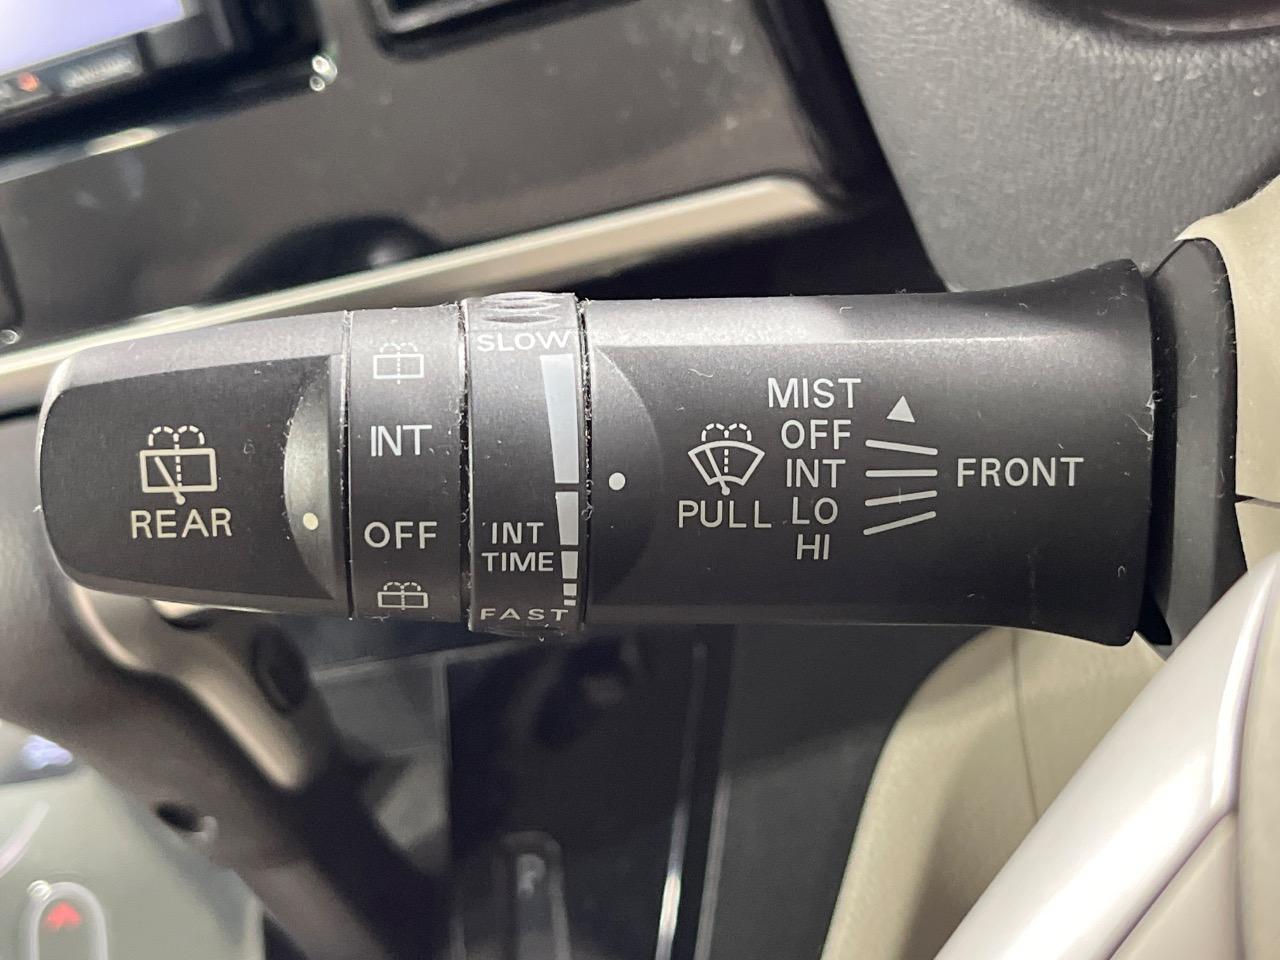 REAR
INT
OFF
SLOW
INT
TIME
FAST
PULL
MIST
OFF
INT
LO
HI
FRONT